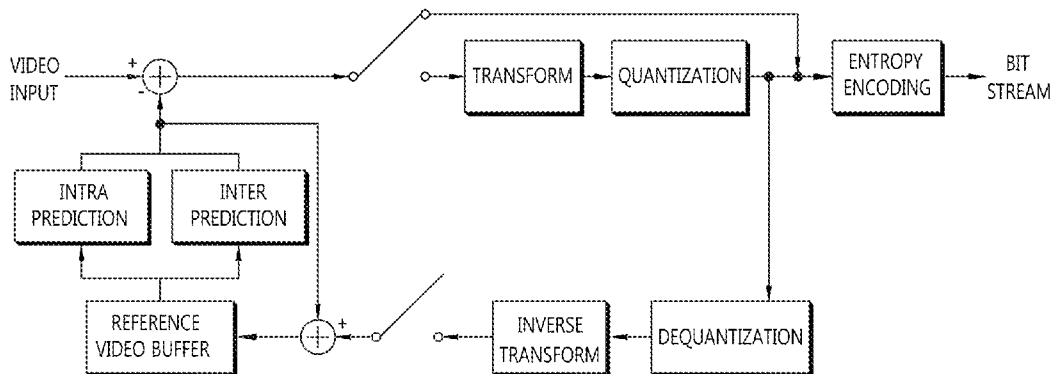 VIDEO
INPUT
+
-
TRANSFORM
QUANTIZATION
ENTROPY
ENCODING
BIT
STREAM
INTRA
PREDICTION
INTER
PREDICTION
REFERENCE
VIDEO BUFFER
+
INVERSE
TRANSFORM
DEQUANTIZATION